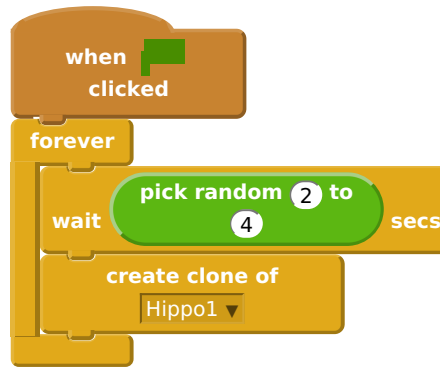 when
clicked
forever
pick random 2 to
4
wait secs
create clone of
Hippo1 ▼